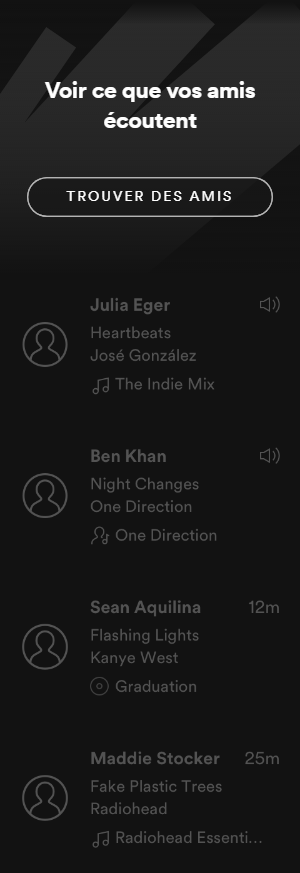 Voir ce que vos amis
écoutent
TROUVER DES AMIS
Julia Eger
Heartbeats
José González
The Indie Mix
Ben Khan
Night Changes
One Direction
One Direction
Sean Aquilina 12m
Flashing Lights
Kanye West
Graduation
Maddie Stocker 25m
Fake Plastic Trees
Radiohead
Radiohead Essenti...